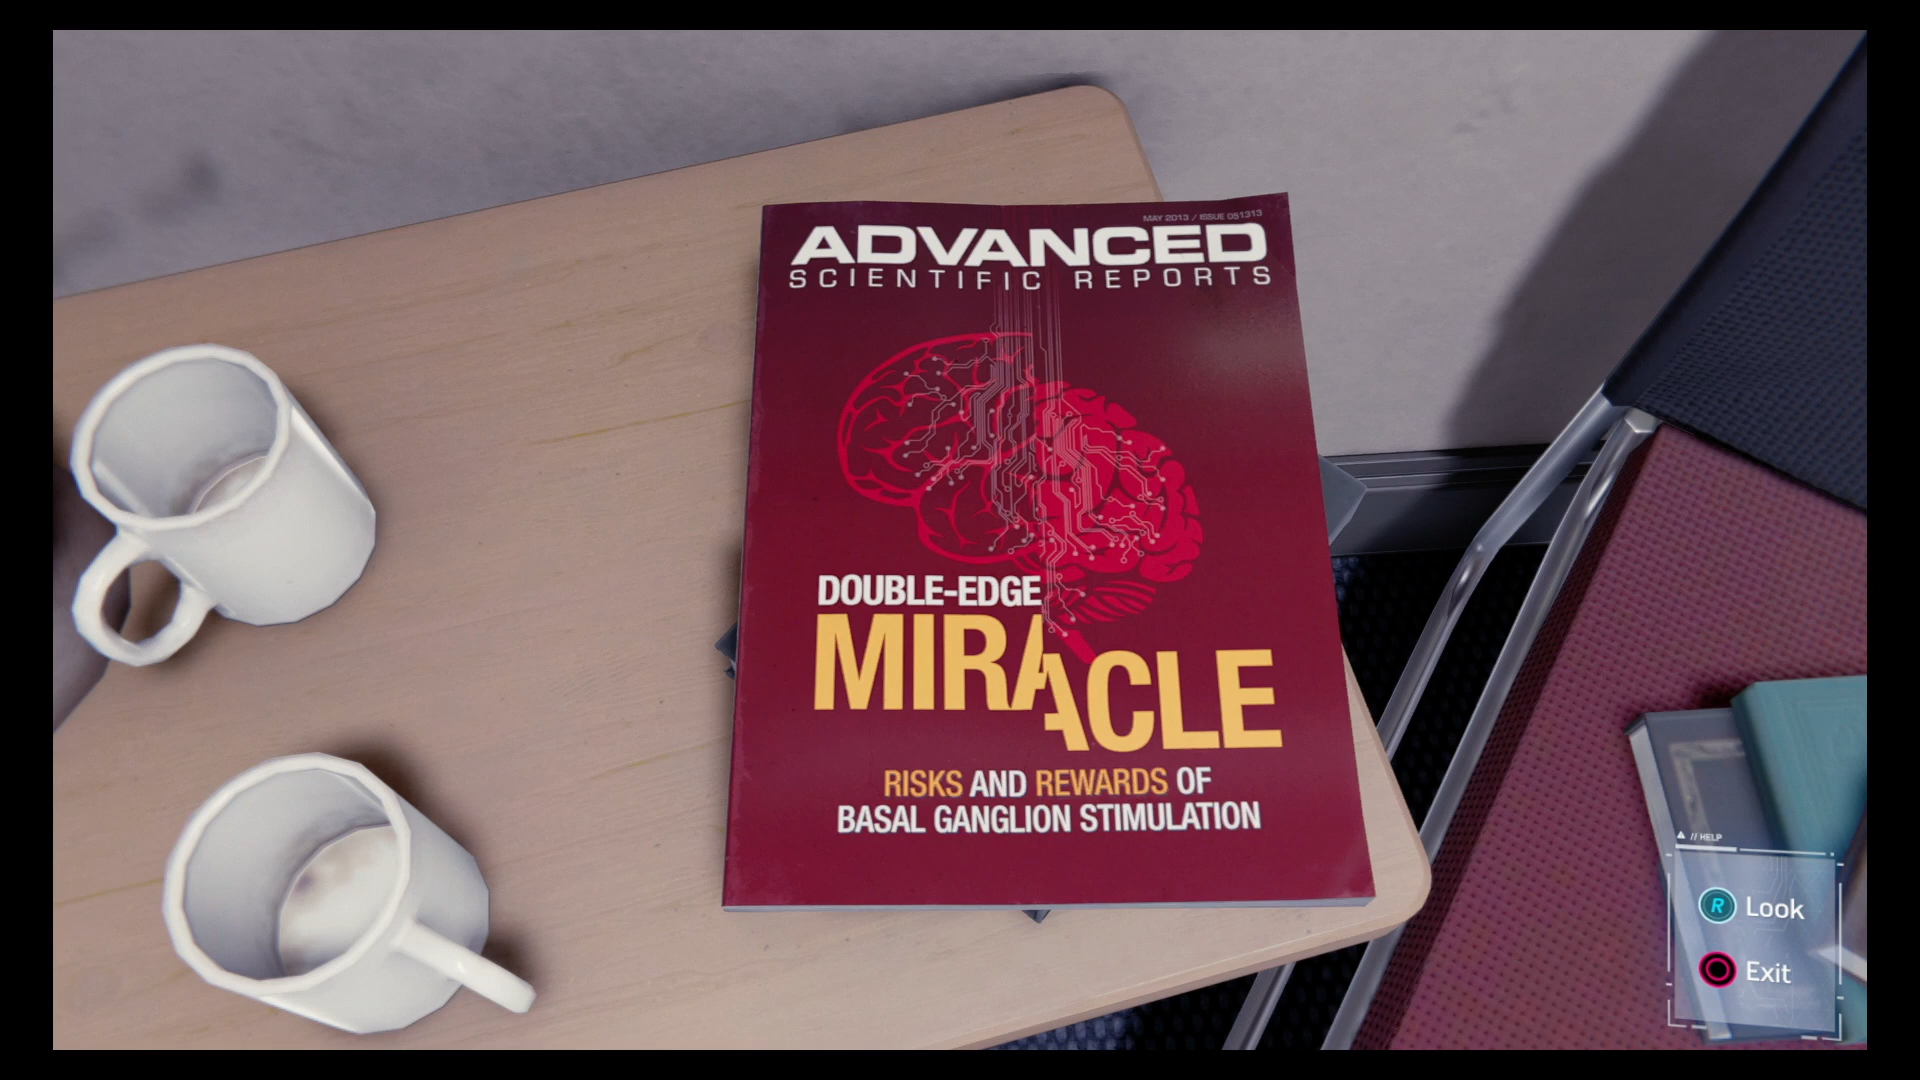 MAY 2013 / ISSUE 051313
ADVANCED
SCIENTIFIC REPORTS
DOUBLE-EDGE
MIRACLE
RISKS AND REWARDS OF
BASAL GANGLION STIMULATION
// HELP
R Look
Exit